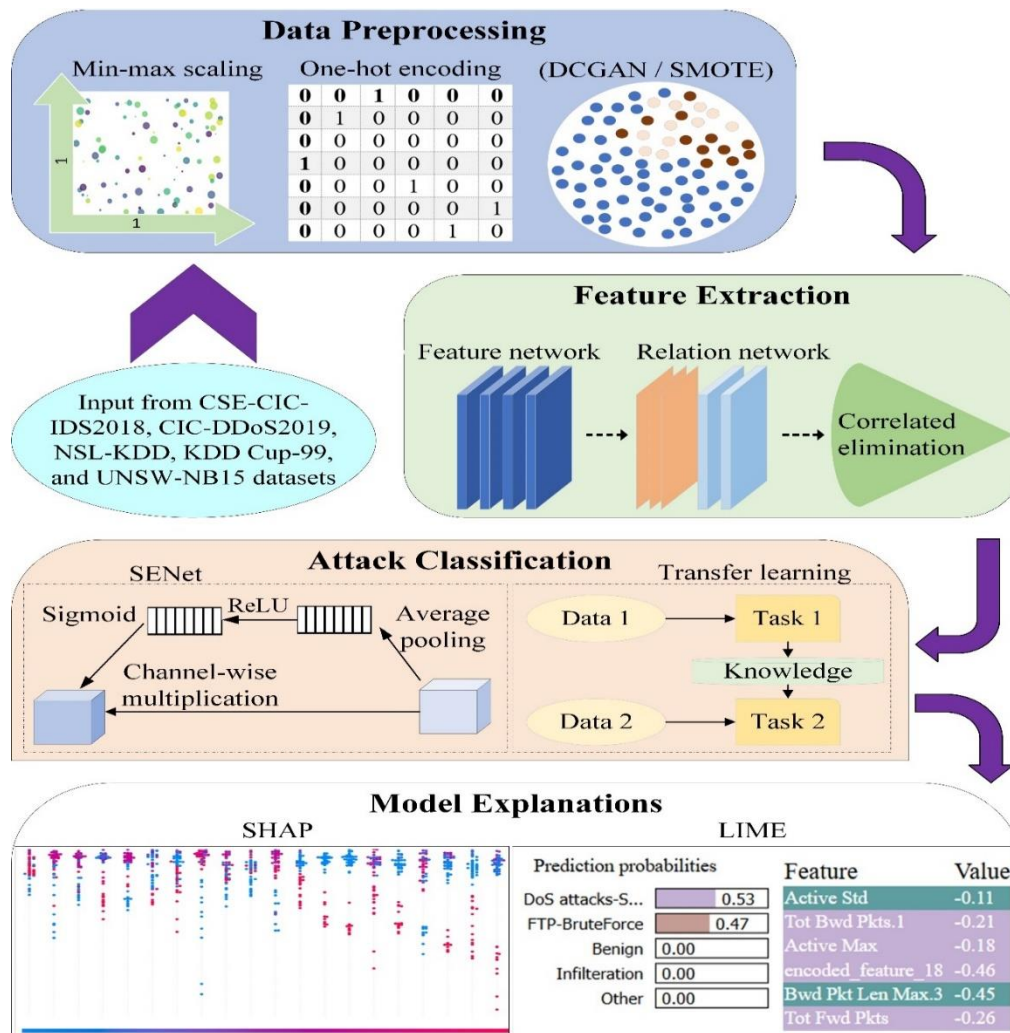 Data Preprocessing
Min-max scaling
One-hot encoding
(DCGAN / SMOTE)
1
1
0 0 1 0 0 0
0 1 0 0 0 0
0 0 0 0 0 0
1 0 0 0 0 0
0 0 0 1 0 0
0 0 0 0 0 1
0 0 0 0 1 0
Input from CSE-CIC-
IDS2018, CIC-DDoS2019,
NSL-KDD, KDD Cup-99,
and UNSW-NB15 datasets
Feature Extraction
Feature network
Relation network
Correlated
elimination
Attack Classification
SENet
Sigmoid
ReLU
Average
pooling
Channel-wise
multiplication
Transfer learning
Data 1
Task 1
Knowledge
Data 2
Task 2
Model Explanations
SHAP
LIME
Prediction probabilities
DoS attacks-S... 0.53
FTP-BruteForce 0.47
Benign 0.00
Infilteration 0.00
Other 0.00
Feature Value
Active Std -0.11
Tot Bwd Pkts.1 -0.21
Active Max -0.18
encoded_feature_18 -0.46
Bwd Pkt Len Max.3 -0.45
Tot Fwd Pkts -0.26